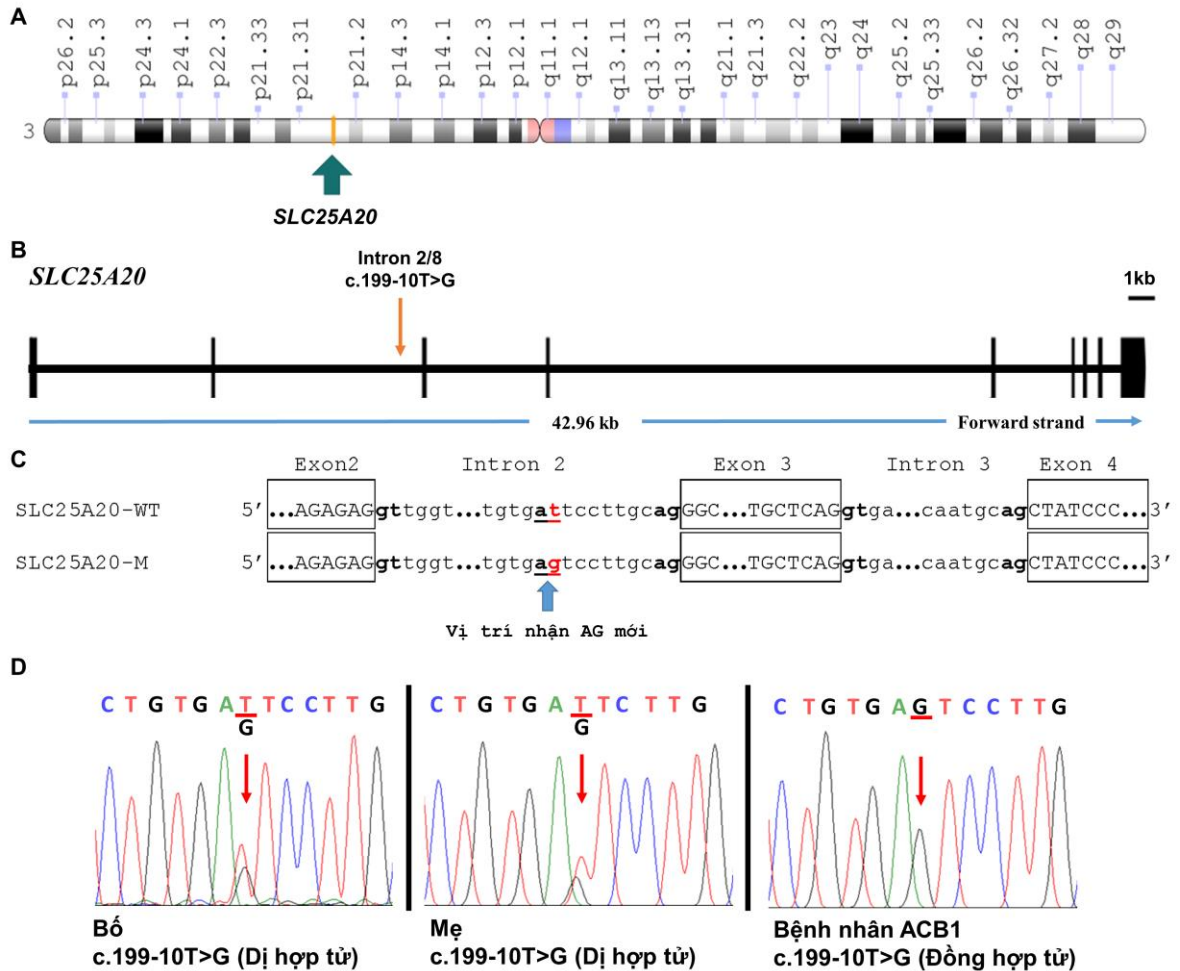 A
p26.2 p25.3 p24.3 p24.1 p22.3 p21.33 p21.31 p21.2 p14.3 p14.1 p12.3 p12.1 q11.1 q12.1 q13.11 q13.13 q13.31 q21.1 q21.3 q22.2 q23 q24 q25.2 q25.33 q26.2 q26.32 q27.2 q28 q29
3
SLC25A20
B
SLC25A20
Intron 2/8
c.199-10T>G
1kb
42.96 kb
Forward strand
C
Exon2 Intron 2 Exon 3 Intron 3 Exon 4
SLC25A20-WT 5’ ...AGAGAGgttggt...tgtgattccttgcagGGC...TGCTCAGgtga...caatgcagCTATCCC...3’
SLC25A20-M 5’ ...AGAGAGgttggt...tgtgagtccttgcagGGC...TGCTCAGgtga...caatgcagCTATCCC...3’
Vị trí nhận AG mới
D
C T G T G A T T C C T T G
G
C T G T G A T T C T T G
G
C T G T G A G T C C T T G
Bố
c.199-10T>G (Dị hợp tử)
Mẹ
c.199-10T>G (Dị hợp tử)
Bệnh nhân ACB1
c.199-10T>G (Đồng hợp tử)